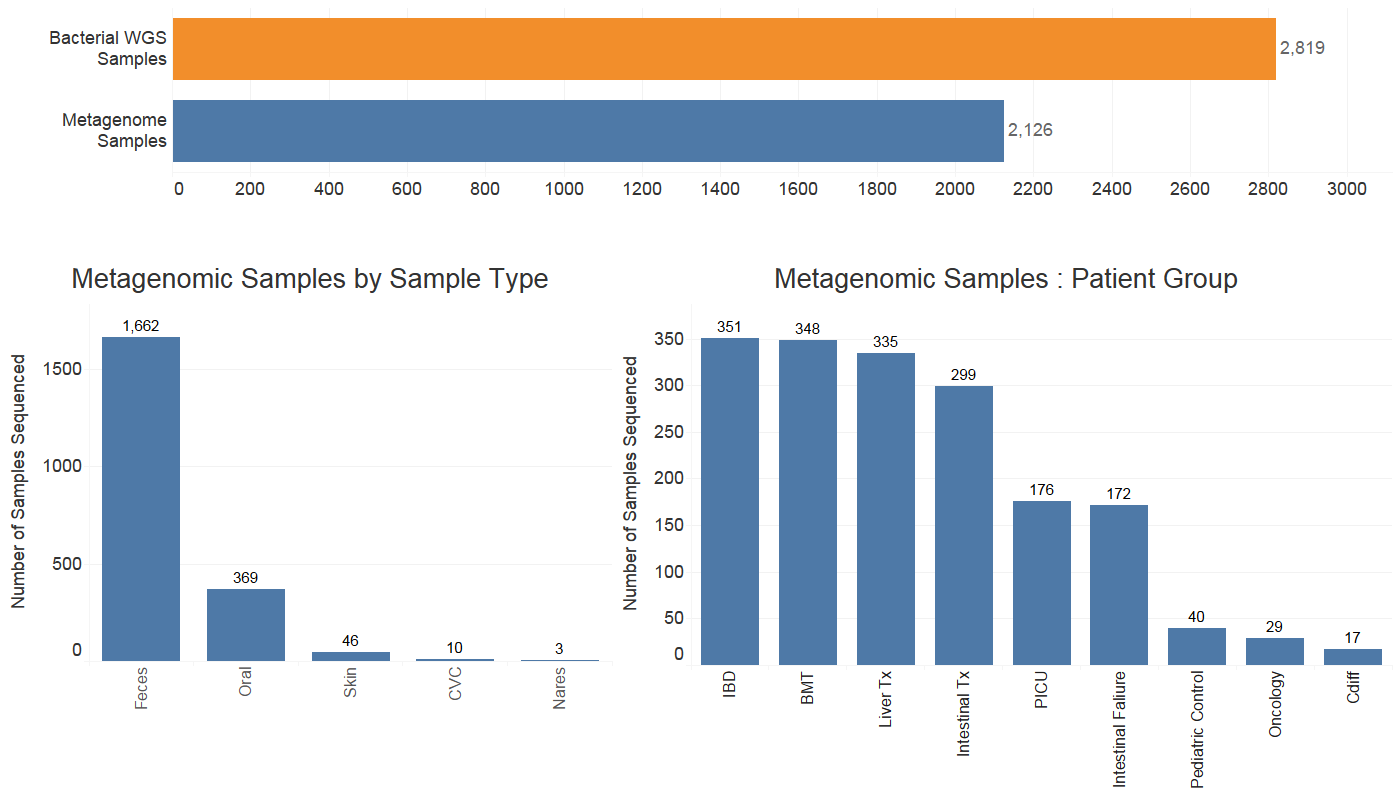 Bacterial WGS
Samples
2,819
Metagenome
Samples
2,126
0 200 400 600 800 1000 1200 1400 1600 1800 2000 2200 2400 2600 2800 3000
Metagenomic Samples by Sample Type
Number of Samples Sequenced
1500
1000
500
0
1,662
369
46
10
3
Feces
Oral
Skin
CVC
Nares
Metagenomic Samples : Patient Group
Number of Samples Sequenced
350
300
250
200
150
100
50
0
351
348
335
299
176
172
40
29
17
IBD
BMT
Liver Tx
Intestinal Tx
PICU
Intestinal Faliure
Pediatric Control
Oncology
Cdiff